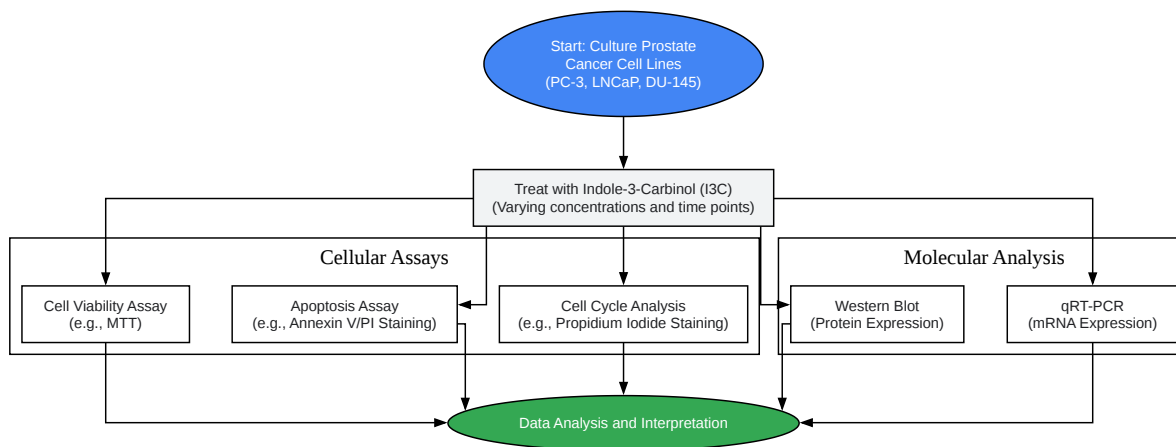 Start: Culture Prostate
Cancer Cell Lines
(PC-3, LNCaP, DU-145)
Treat with Indole-3-Carbinol (I3C)
(Varying concentrations and time points)
Cellular Assays
Molecular Analysis
Cell Viability Assay
(e.g., MTT)
Apoptosis Assay
(e.g., Annexin V/PI Staining)
Cell Cycle Analysis
(e.g., Propidium Iodide Staining)
Western Blot
(Protein Expression)
qRT-PCR
(mRNA Expression)
Data Analysis and Interpretation